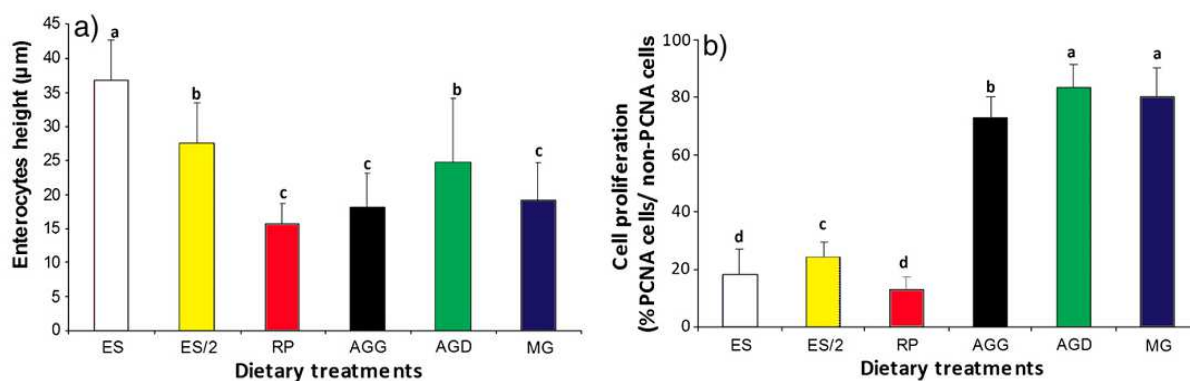 a)
Enterocytes height (µm)
45
40
35
30
25
20
15
10
5
0
a
b
c
c
b
c
ES
ES/2
RP
AGG
AGD
MG
Dietary treatments
b)
Cell proliferation
(%PCNA cells/ non-PCNA cells
100
80
60
40
20
0
d
c
d
b
a
a
ES
ES/2
RP
AGG
AGD
MG
Dietary treatments